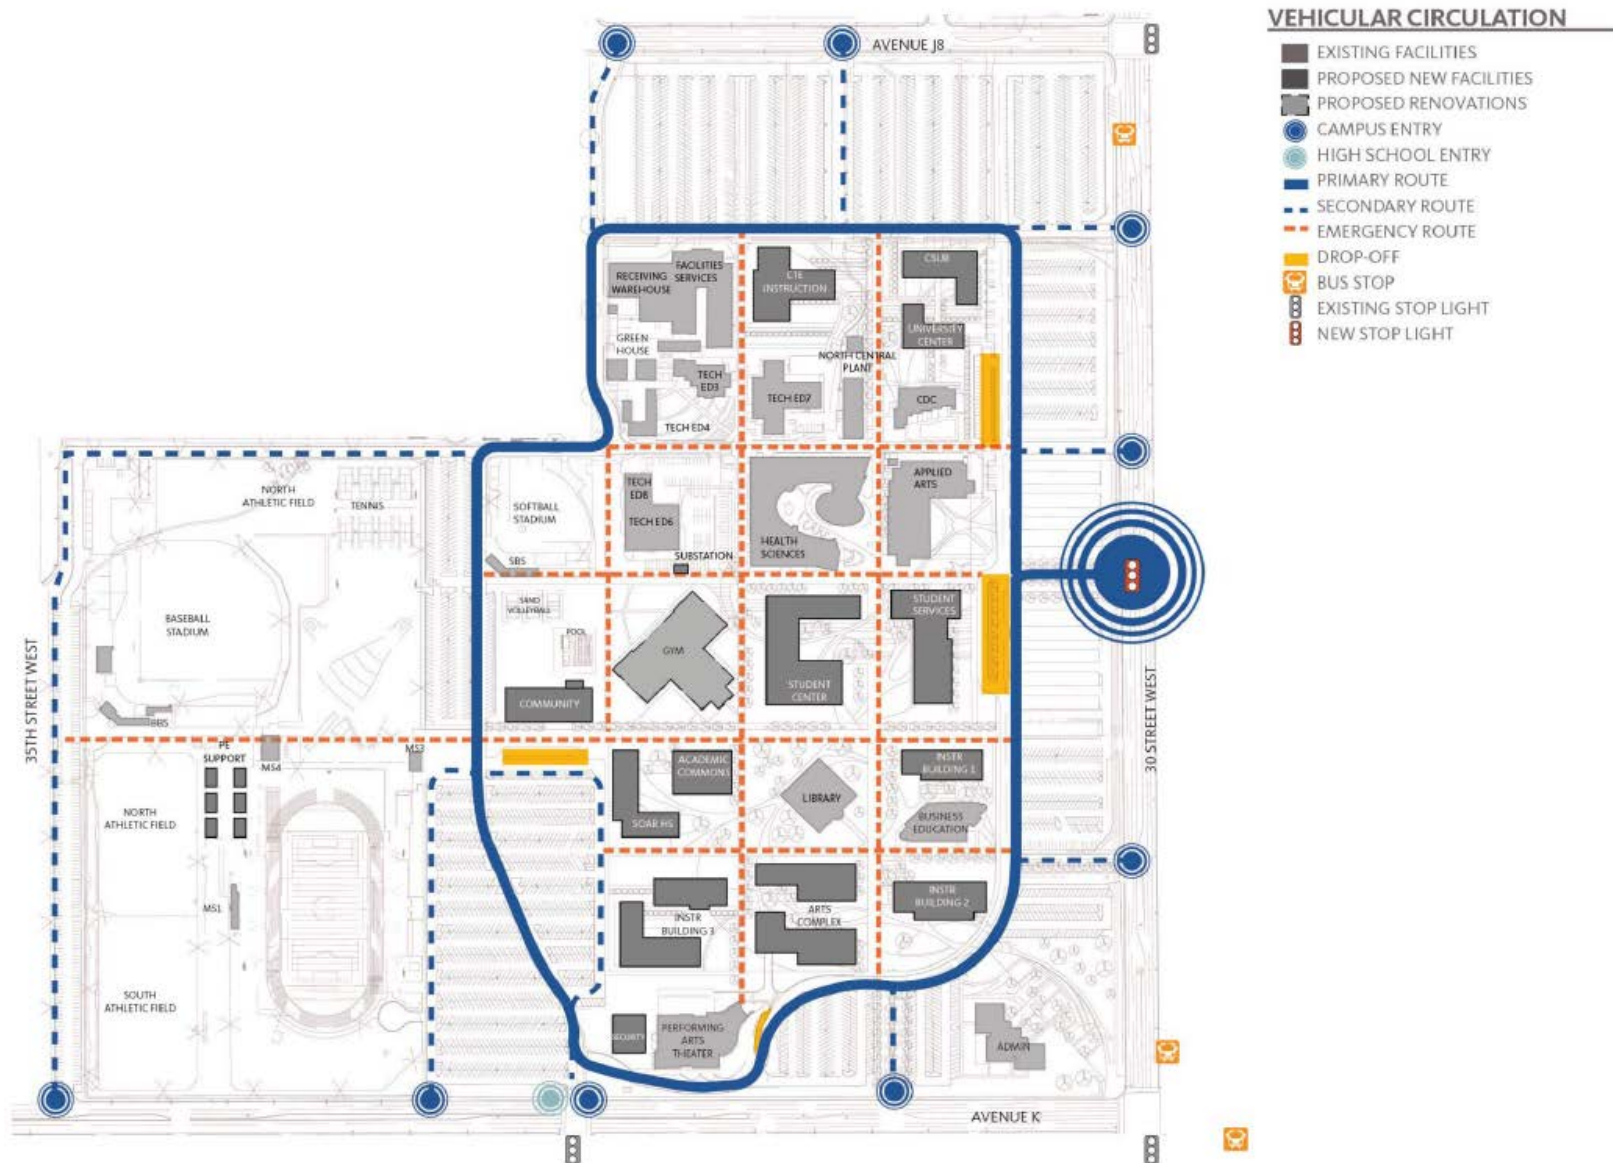 VEHICULAR CIRCULATION
EXISTING FACILITIES
PROPOSED NEW FACILITIES
PROPOSED RENOVATIONS
CAMPUS ENTRY
HIGH SCHOOL ENTRY
PRIMARY ROUTE
SECONDARY ROUTE
EMERGENCY ROUTE
DROP-OFF
BUS STOP
EXISTING STOP LIGHT
NEW STOP LIGHT
AVENUE J8
RECEIVING
WAREHOUSE
FACILITIES
SERVICES
CTE
INSTRUCTION
CSUB
UNIVERSITY
CENTER
GREEN
HOUSE
TECH
ED3
NORTH CENTRAL
PLANT
TECH ED7
CDC
TECH ED4
NORTH
ATHLETIC FIELD
TENNIS
SOFTBALL
STADIUM
TECH
ED8
TECH ED6
APPLIED
ARTS
HEALTH
SCIENCES
SUBSTATION
SBS
SAND
VOLLEYBALL
POOL
BASEBALL
STADIUM
GYM
STUDENT
SERVICES
STUDENT
CENTER
COMMUNITY
35TH STREET WEST
30 STREET WEST
BBS
PE
SUPPORT
MS4
MS3
ACADEMIC
COMMONS
SOAR HS
LIBRARY
INSTR
BUILDING 1
BUSINESS
EDUCATION
NORTH
ATHLETIC FIELD
MS1
INSTR
BUILDING 3
ARTS
COMPLEX
INSTR
BUILDING 2
SOUTH
ATHLETIC FIELD
SECURITY
PERFORMING
ARTS
THEATER
ADMIN
AVENUE K